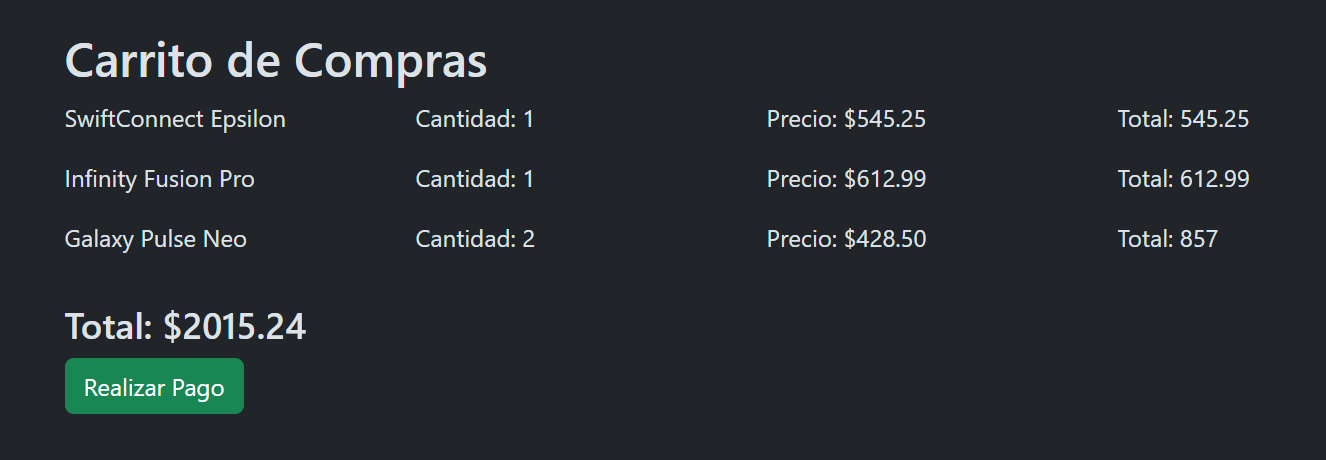 Carrito de Compras
SwiftConnect Epsilon Cantidad: 1 Precio: $545.25 Total: 545.25
Infinity Fusion Pro Cantidad: 1 Precio: $612.99 Total: 612.99
Galaxy Pulse Neo Cantidad: 2 Precio: $428.50 Total: 857
Total: $2015.24
Realizar Pago